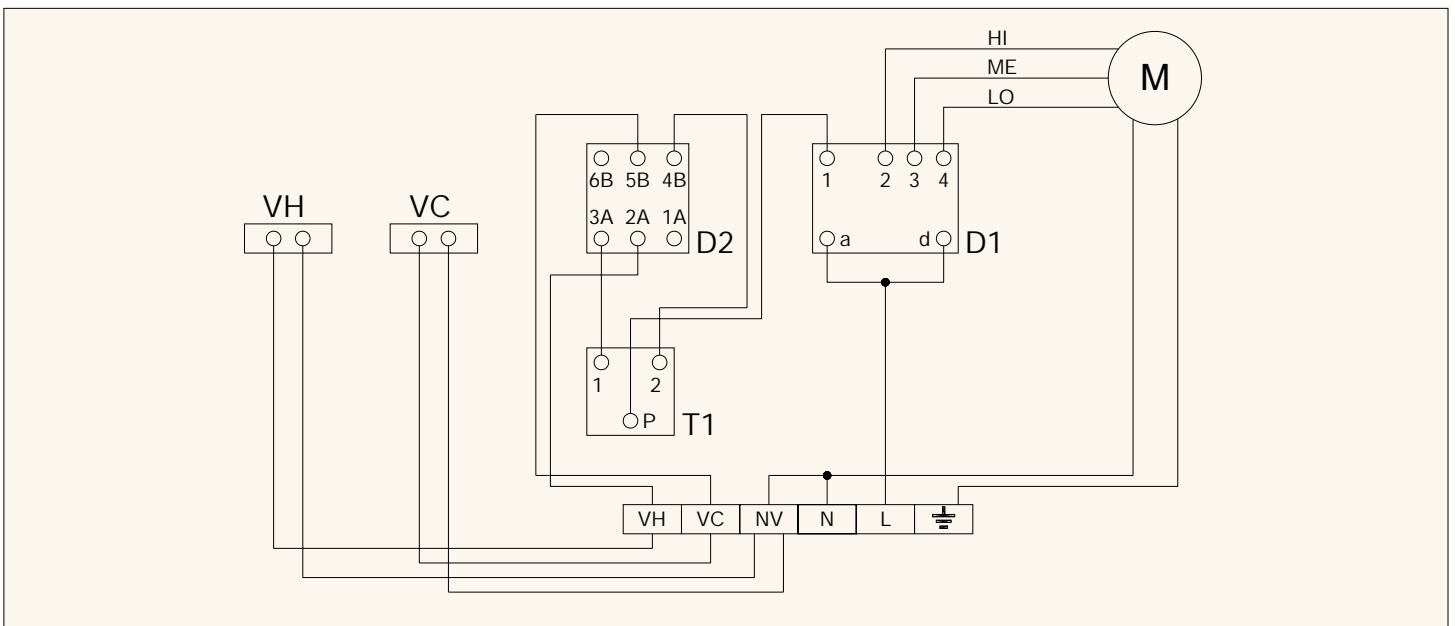 HI
ME
LO
M
6B 5B 4B
3A 2A 1A
D2
1 2 3 4
a d
D1
VH
VC
1 2
P
T1
VH VC NV N L